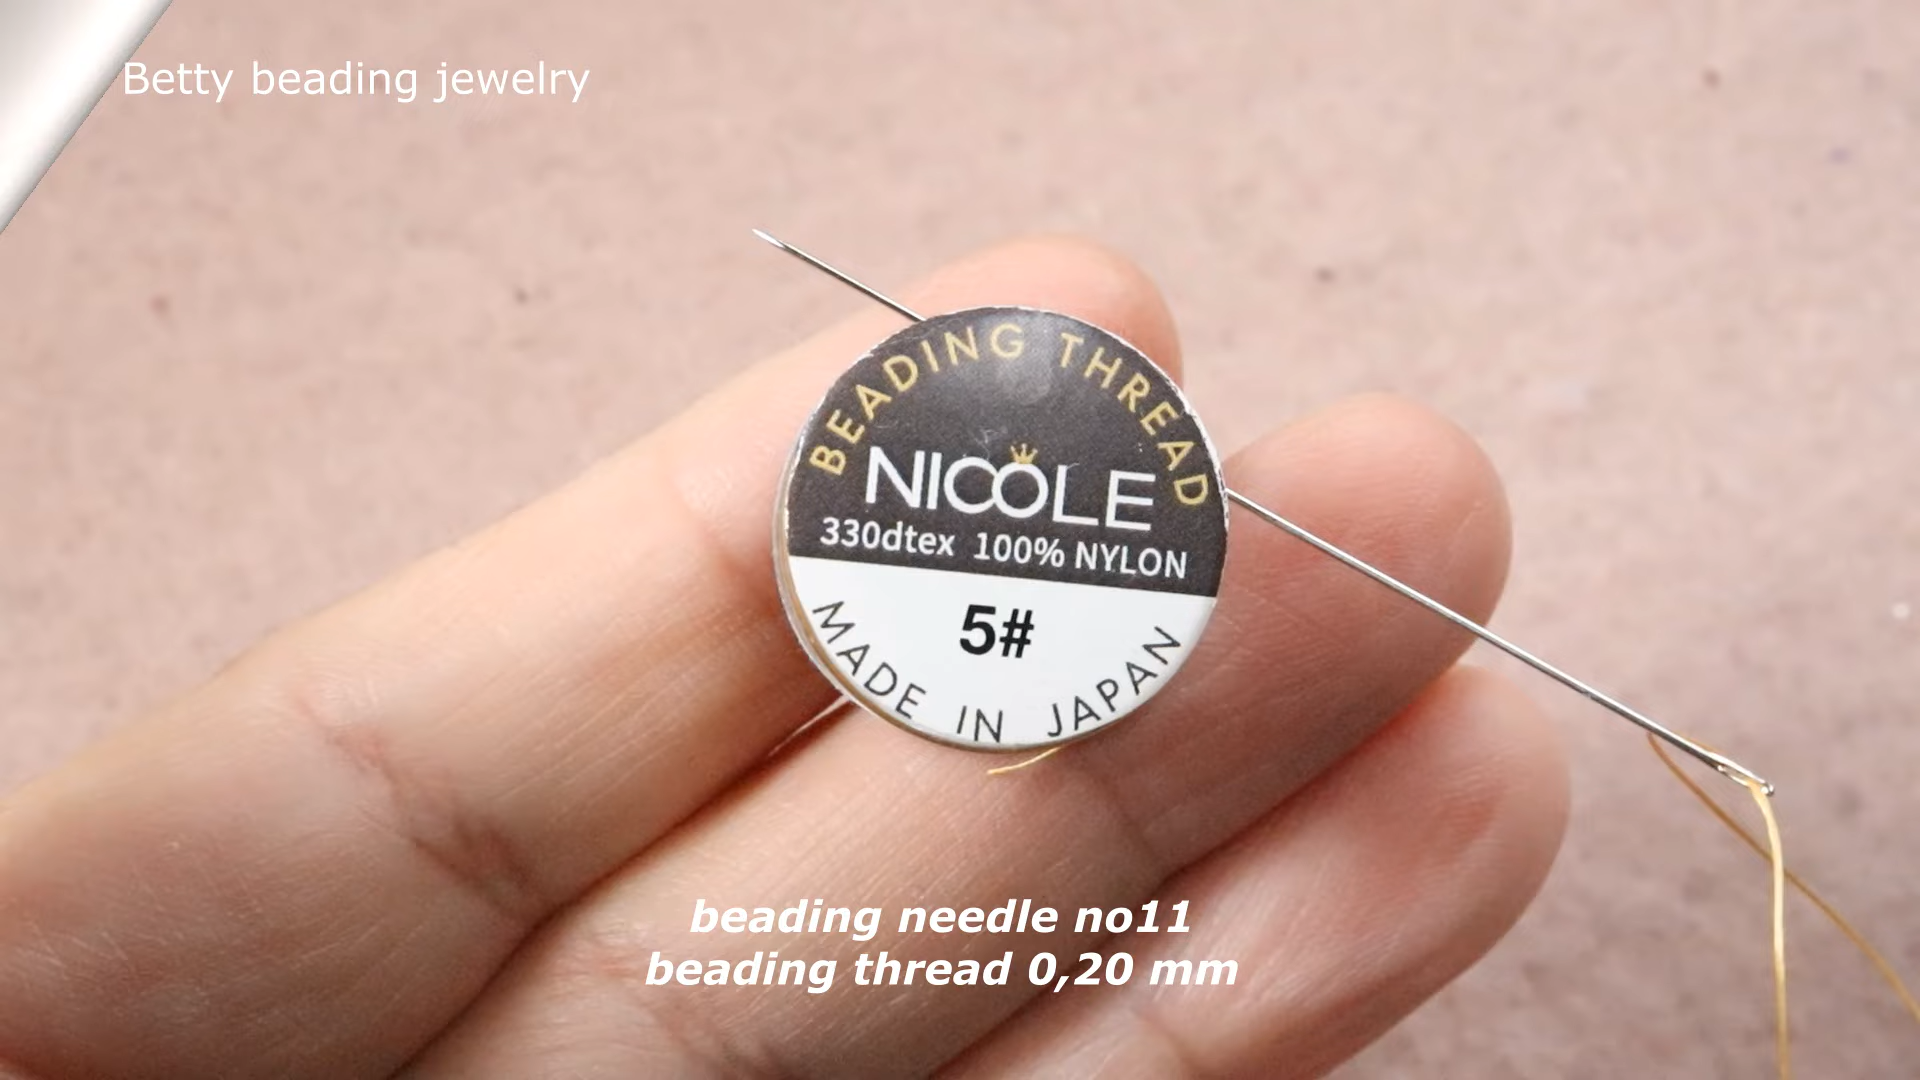 Betty beading jewelry
BEADING THREAD
NICOLE
330dtex 100% NYLON
5#
MADE IN JAPAN
beading needle no11
beading thread 0,20 mm